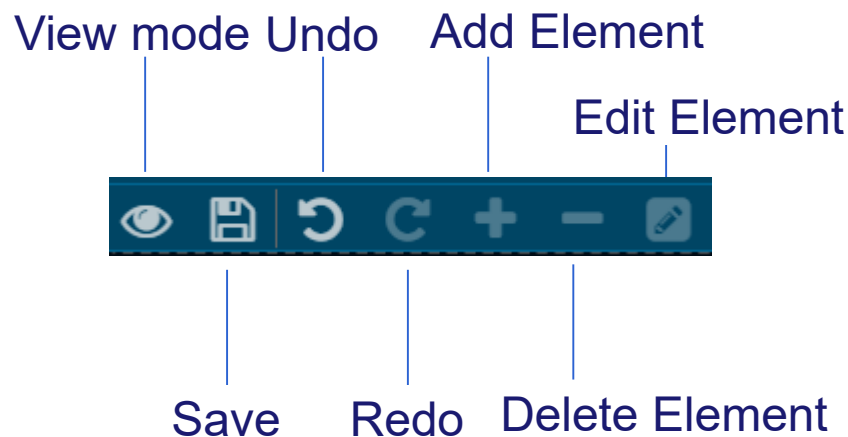 View mode Undo Add Element
Edit Element
Save Redo Delete Element